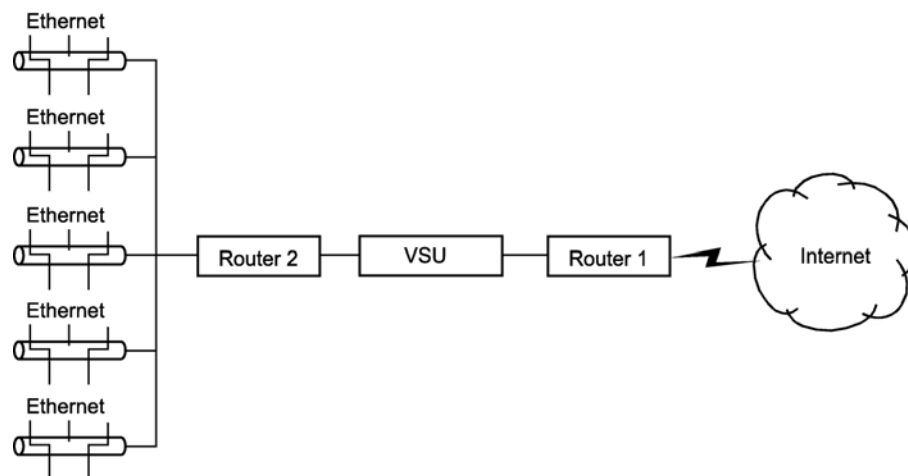 Ethernet
Ethernet
Ethernet
Router 2
VSU
Router 1
Internet
Ethernet
Ethernet